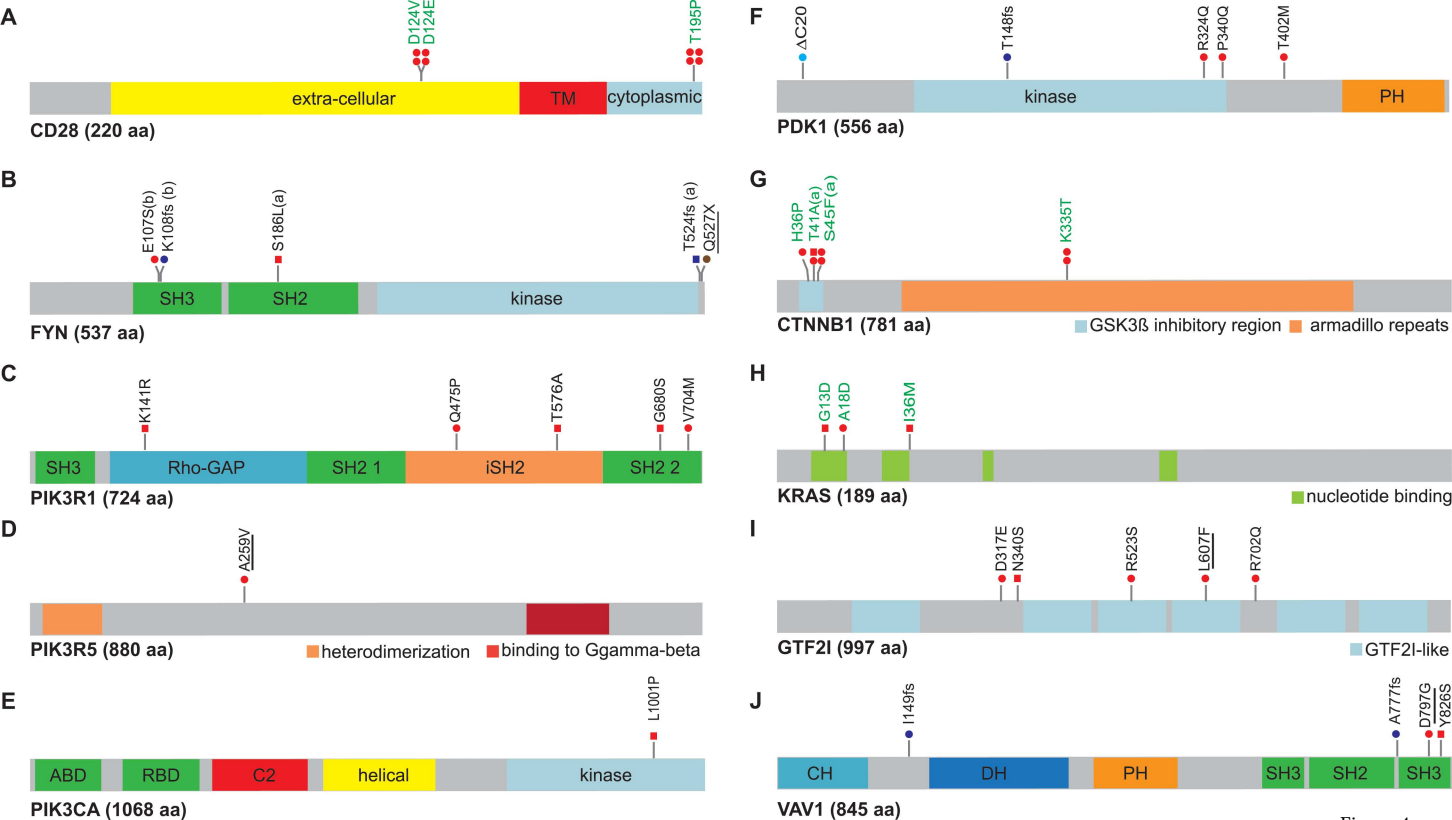 A
D124V
D124E
T195P
extra-cellular
TM
cytoplasmic
CD28 (220 aa)
B
E107S(b)
K108fs (b)
S186L(a)
T524fs (a)
Q527X
SH3
SH2
kinase
FYN (537 aa)
C
K141R
Q475P
T576A
G680S
V704M
SH3
Rho-GAP
SH2 1
iSH2
SH2 2
PIK3R1 (724 aa)
D
A259V
PIK3R5 (880 aa)
heterodimerization
binding to Ggamma-beta
E
L1001P
ABD
RBD
C2
helical
kinase
PIK3CA (1068 aa)
F
ΔC20
T148fs
R324Q
P340Q
T402M
kinase
PH
PDK1 (556 aa)
G
H36P
T41A(a)
S45F(a)
K335T
CTNNB1 (781 aa)
GSK3ß inhibitory region
armadillo repeats
H
G13D
A18D
I36M
KRAS (189 aa)
nucleotide binding
I
D317E
N340S
R523S
L607F
R702Q
GTF2I (997 aa)
GTF2I-like
J
I149fs
A777fs
D797G
Y826S
CH
DH
PH
SH3
SH2
SH3
VAV1 (845 aa)